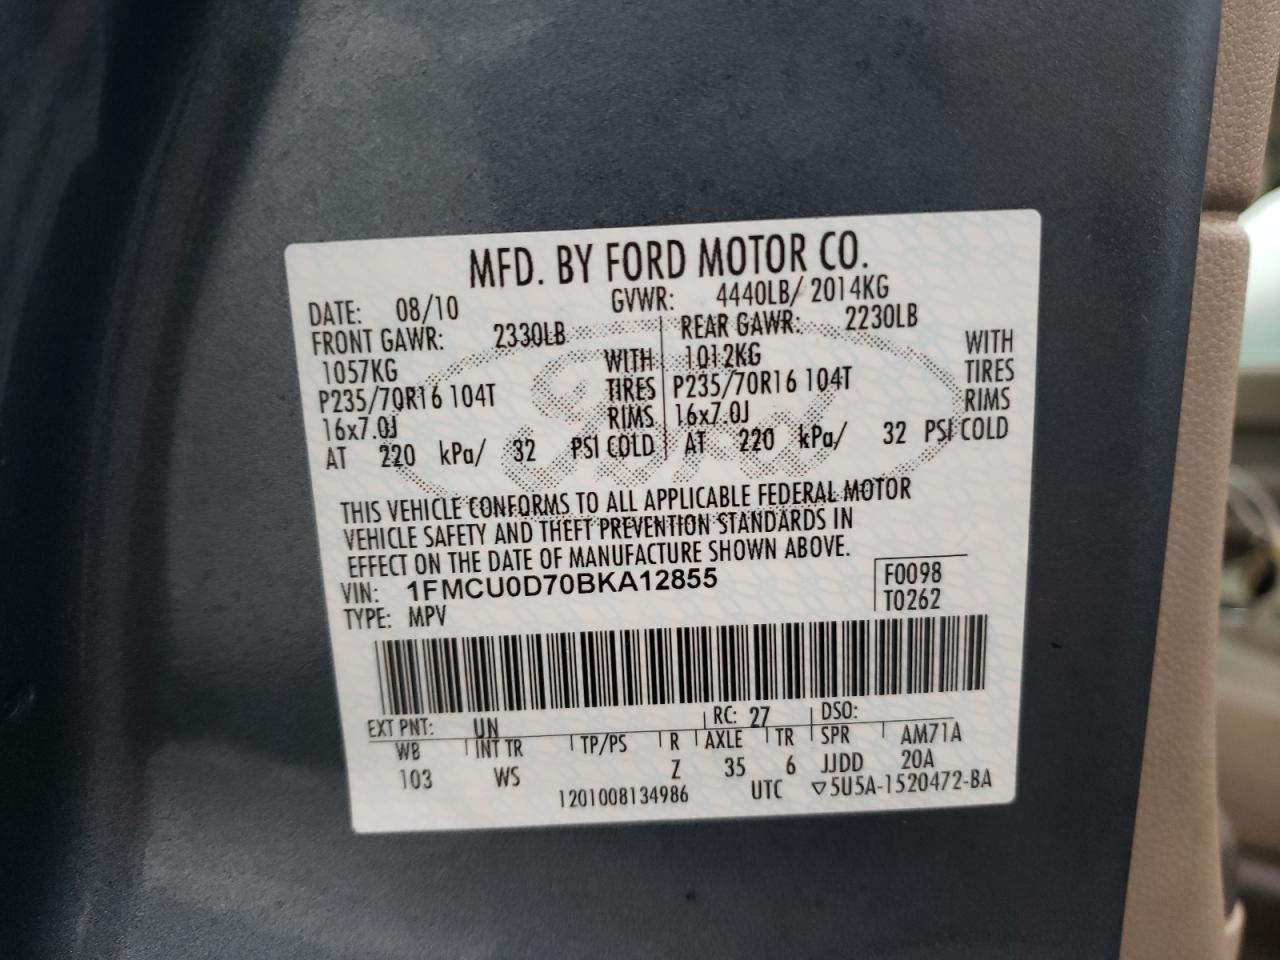 MFD. BY FORD MOTOR CO.
DATE: 08/10 GVWR: 4440LB/ 2014KG
FRONT GAWR: 2330LB REAR GAWR: 2230LB
1057KG WITH 1012KG WITH
P235/70R16 104T TIRES P235/70R16 104T TIRES
16x7.0J RIMS 16x7.0J RIMS
AT 220 kPa/ 32 PSI COLD AT 220 kPa/ 32 PSI COLD
Ford
THIS VEHICLE CONFORMS TO ALL APPLICABLE FEDERAL MOTOR
VEHICLE SAFETY AND THEFT PREVENTION STANDARDS IN
EFFECT ON THE DATE OF MANUFACTURE SHOWN ABOVE.
VIN: 1FMCU0D70BKA12855 F0098
TYPE: MPV T0262
EXT PNT: UN RC: 27 DSO:
WB INT TR TP/PS R AXLE TR SPR AM71A
103 WS Z 35 6 JJDD 20A
1201008134986 UTC ▽5U5A-1520472-BA